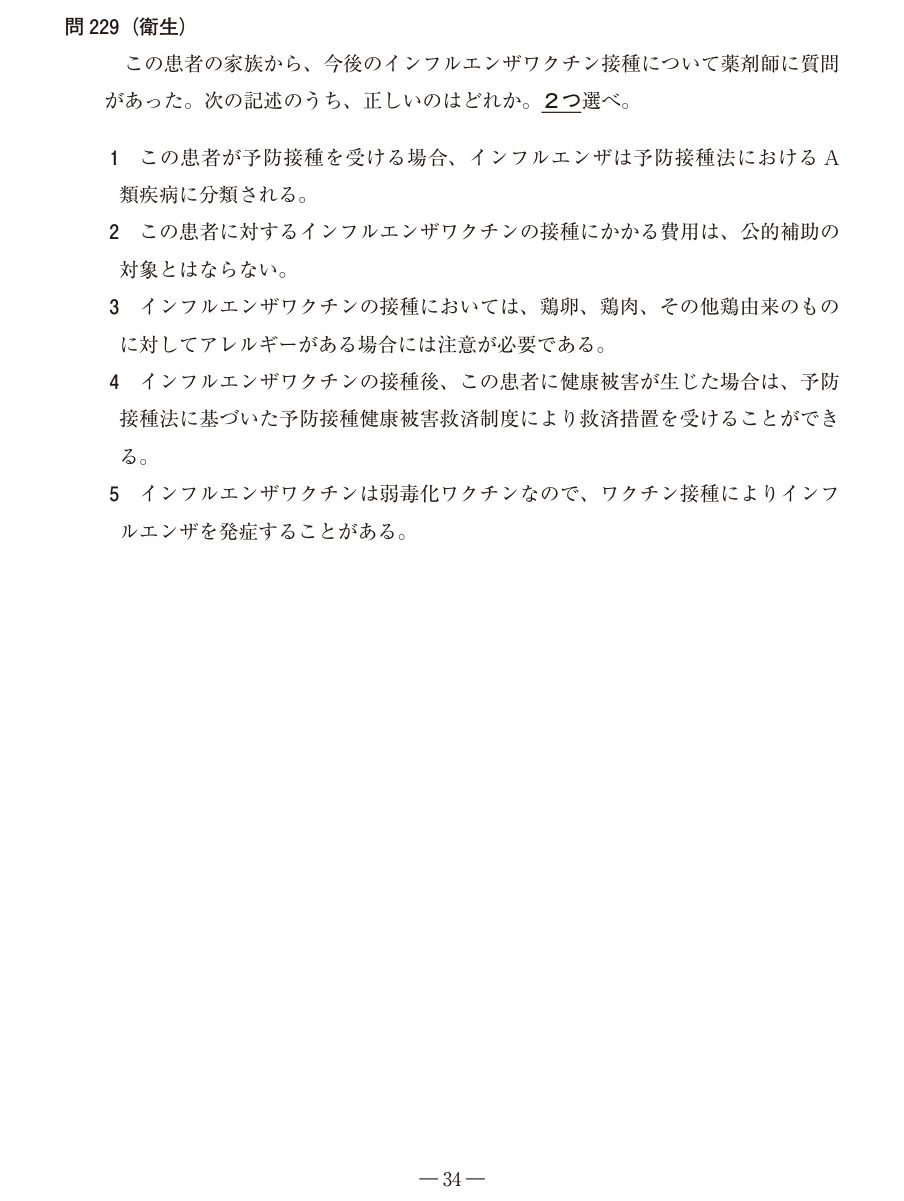 問 229（衛生）
この患者の家族から、今後のインフルエンザワクチン接種について薬剤師に質問
があった。次の記述のうち、正しいのはどれか。２つ選べ。
1　この患者が予防接種を受ける場合、インフルエンザは予防接種法における A
類疾病に分類される。
2　この患者に対するインフルエンザワクチンの接種にかかる費用は、公的補助の
対象とはならない。
3　インフルエンザワクチンの接種においては、鶏卵、鶏肉、その他鶏由来のもの
に対してアレルギーがある場合には注意が必要である。
4　インフルエンザワクチンの接種後、この患者に健康被害が生じた場合は、予防
接種法に基づいた予防接種健康被害救済制度により救済措置を受けることができ
る。
5　インフルエンザワクチンは弱毒化ワクチンなので、ワクチン接種によりインフ
ルエンザを発症することがある。
― 34 ―